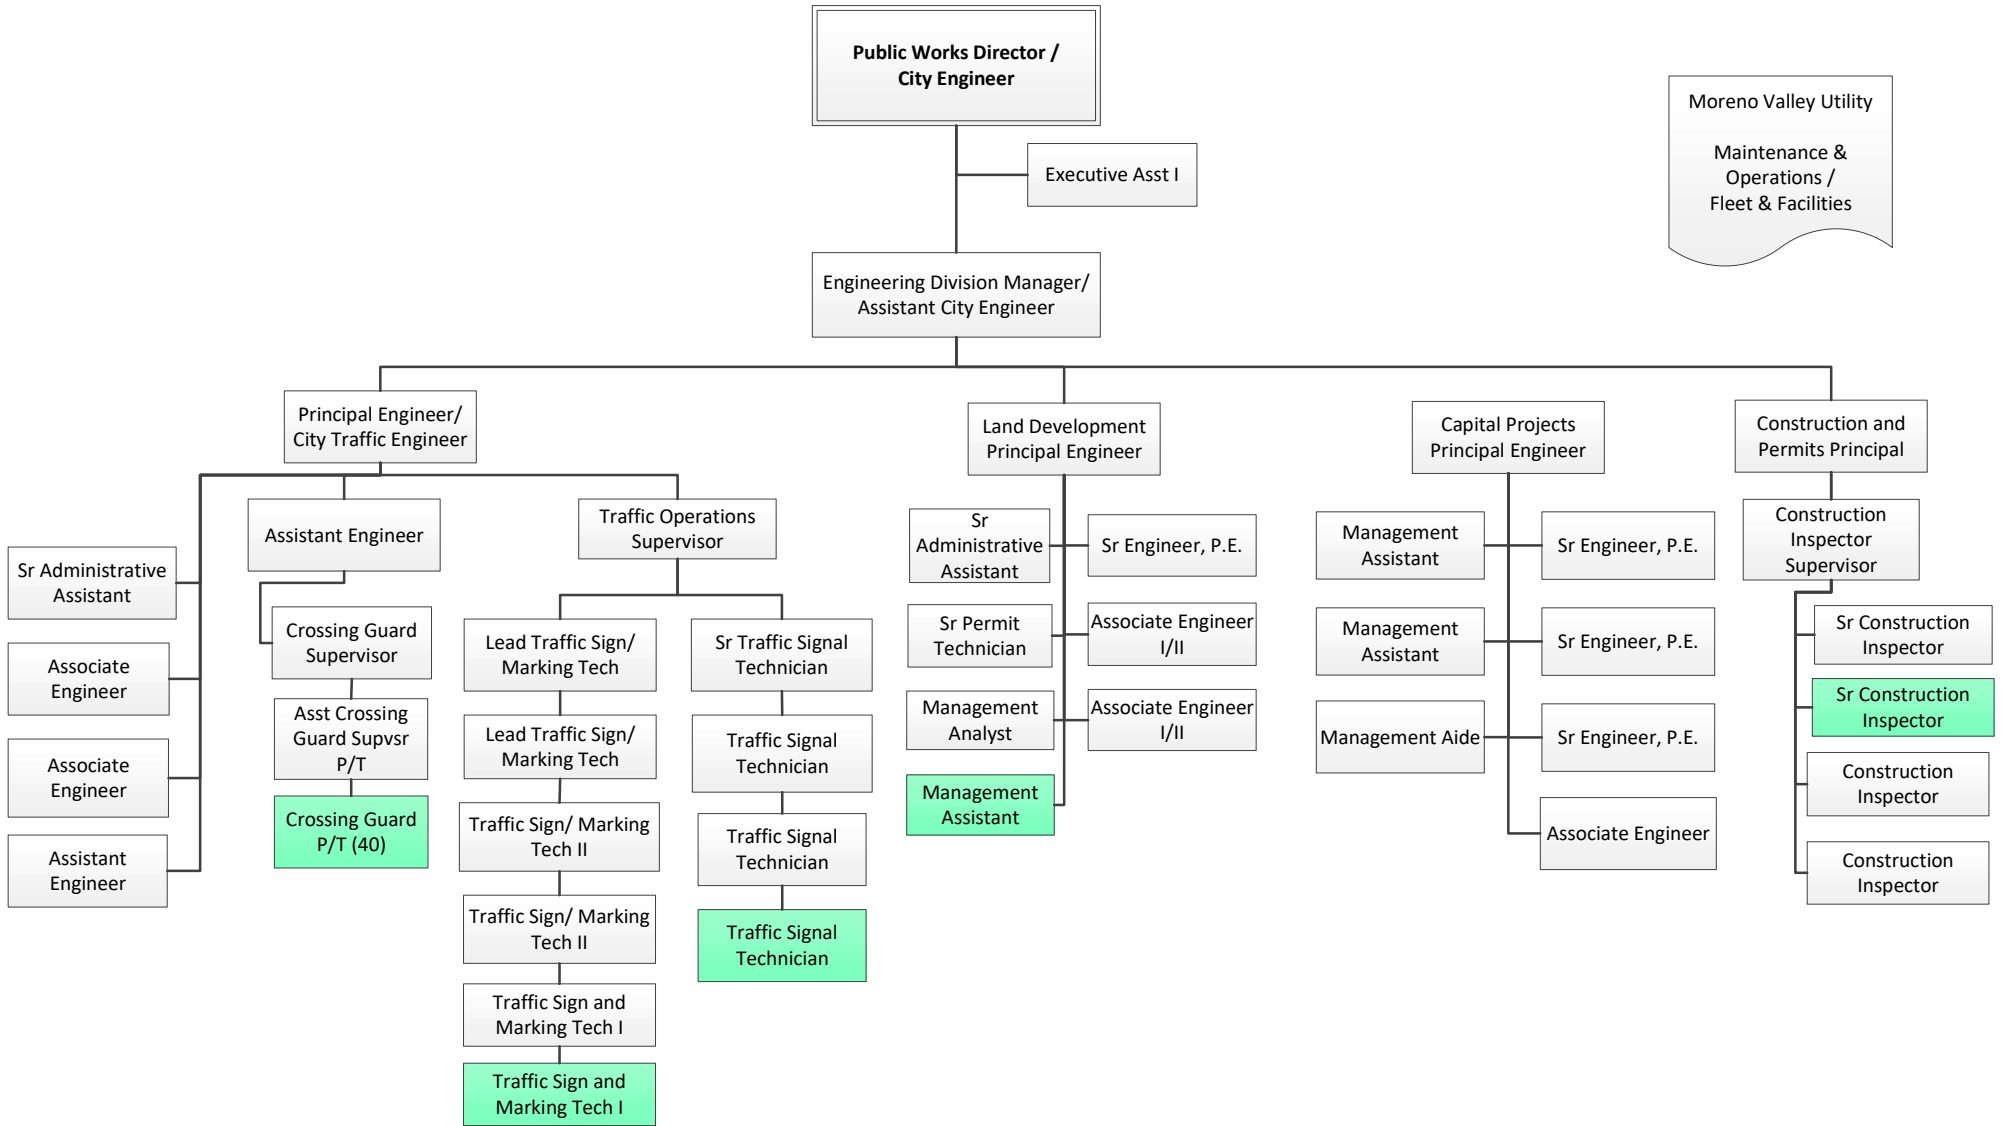 Public Works Director /
City Engineer
Moreno Valley Utility
Maintenance &
Operations /
Fleet & Facilities
Executive Asst I
Engineering Division Manager/
Assistant City Engineer
Principal Engineer/
City Traffic Engineer
Land Development
Principal Engineer
Capital Projects
Principal Engineer
Construction and
Permits Principal
Sr Administrative
Assistant
Associate
Engineer
Associate
Engineer
Assistant
Engineer
Assistant Engineer
Crossing Guard
Supervisor
Asst Crossing
Guard Supvsr
P/T
Crossing Guard
P/T (40)
Traffic Operations
Supervisor
Lead Traffic Sign/
Marking Tech
Lead Traffic Sign/
Marking Tech
Traffic Sign/ Marking
Tech II
Traffic Sign/ Marking
Tech II
Traffic Sign and
Marking Tech I
Traffic Sign and
Marking Tech I
Sr Traffic Signal
Technician
Traffic Signal
Technician
Traffic Signal
Technician
Traffic Signal
Technician
Sr
Administrative
Assistant
Sr Permit
Technician
Management
Analyst
Management
Assistant
Sr Engineer, P.E.
Associate Engineer
I/II
Associate Engineer
I/II
Management
Assistant
Management
Assistant
Management Aide
Sr Engineer, P.E.
Sr Engineer, P.E.
Sr Engineer, P.E.
Associate Engineer
Construction
Inspector
Supervisor
Sr Construction
Inspector
Sr Construction
Inspector
Construction
Inspector
Construction
Inspector